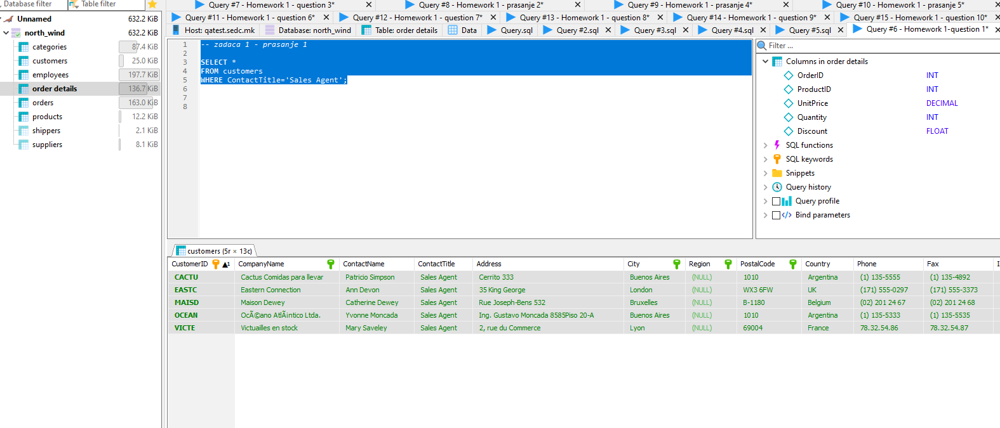 Database filter Table filter
Query #7 - Homework 1 - question 3* Query #8 - Homework 1 - prasanje 2* Query #9 - Homework 1 - prasanje 4* Query #10 - Homework 1 - prasanje 5*
Query #11 - Homework 1 - question 6* Query #12 - Homework 1 - question 7* Query #13 - Homework 1 - question 8* Query #14 - Homework 1 - question 9* Query #15 - Homework 1 - question 10*
Host: qatest.sedc.mk Database: north_wind Table: order details Data Query.sql Query #2.sql Query #3.sql Query #4.sql Query #5.sql Query #6 - Homework 1-question 1*
Unnamed 632.2 KiB
north_wind 632.2 KiB
categories 87.4 KiB
customers 25.0 KiB
employees 197.7 KiB
order details 136.7 KiB
orders 163.0 KiB
products 12.2 KiB
shippers 2.1 KiB
suppliers 8.1 KiB
1 -- zadaca 1 - prasanje 1
2
3 SELECT *
4 FROM customers
5 WHERE ContactTitle='Sales Agent';
6
7
8
Filter ...
Columns in order details
OrderID INT
ProductID INT
UnitPrice DECIMAL
Quantity INT
Discount FLOAT
SQL functions
SQL keywords
Snippets
Query history
Query profile
Bind parameters
customers (5r × 13c)
CustomerID 1 CompanyName ContactName ContactTitle Address City Region PostalCode Country Phone Fax
CACTU Cactus Comidas para llevar Patricio Simpson Sales Agent Cerrito 333 Buenos Aires (NULL) 1010 Argentina (1) 135-5555 (1) 135-4892
EASTC Eastern Connection Ann Devon Sales Agent 35 King George London (NULL) WX3 6FW UK (171) 555-0297 (171) 555-3373
MAISD Maison Dewey Catherine Dewey Sales Agent Rue Joseph-Bens 532 Bruxelles (NULL) B-1180 Belgium (02) 201 24 67 (02) 201 24 68
OCEAN OcÃ©ano AtlÃintico Ltda. Yvonne Moncada Sales Agent Ing. Gustavo Moncada 8585Piso 20-A Buenos Aires (NULL) 1010 Argentina (1) 135-5333 (1) 135-5535
VICTE Victuailles en stock Mary Saveley Sales Agent 2, rue du Commerce Lyon (NULL) 69004 France 78.32.54.86 78.32.54.87